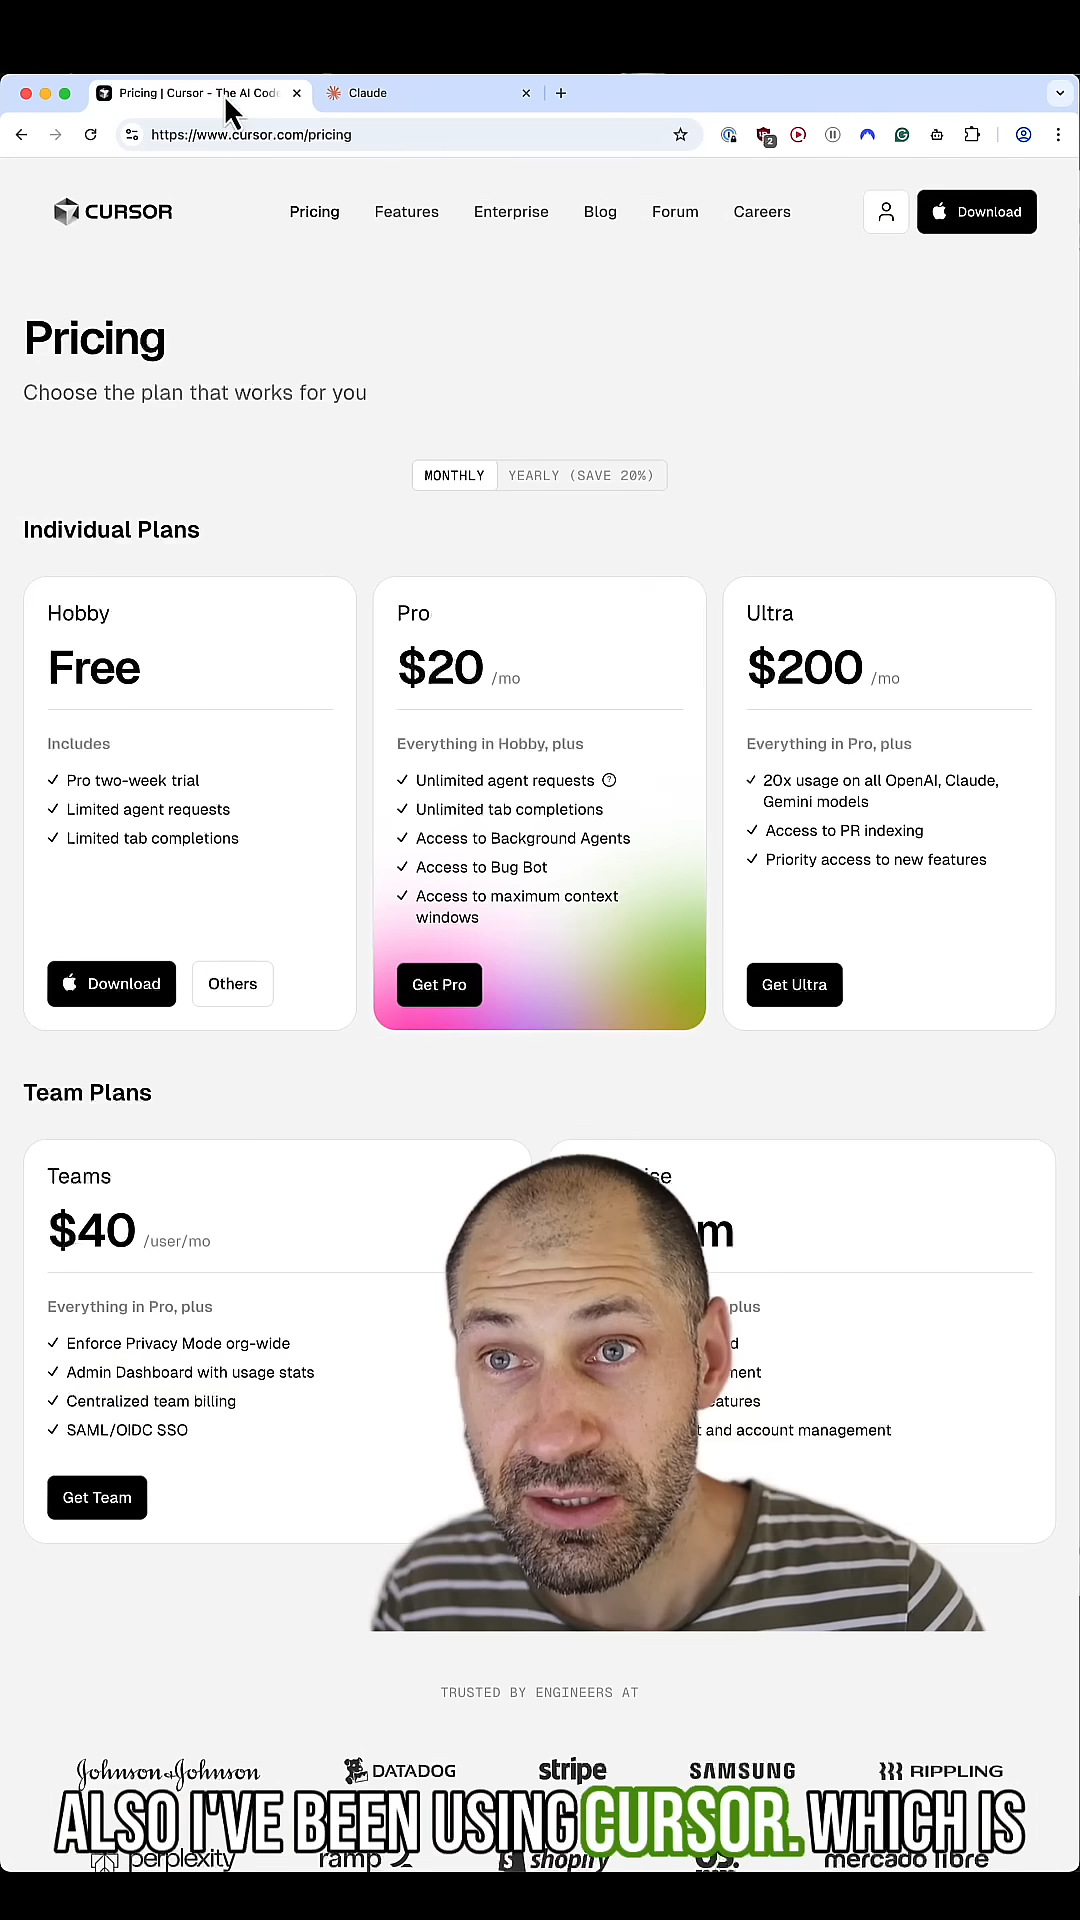 Pricing | Cursor - The AI Code
Claude
https://www.cursor.com/pricing
2
CURSOR
Pricing
Features
Enterprise
Blog
Forum
Careers
Download
Pricing
Choose the plan that works for you
MONTHLY
YEARLY (SAVE 20%)
Individual Plans
Hobby
Free
Includes
Pro two-week trial
Limited agent requests
Limited tab completions
Download
Others
Pro
$20 /mo
Everything in Hobby, plus
Unlimited agent requests ?
Unlimited tab completions
Access to Background Agents
Access to Bug Bot
Access to maximum context
windows
Get Pro
Ultra
$200 /mo
Everything in Pro, plus
20x usage on all OpenAI, Claude,
Gemini models
Access to PR indexing
Priority access to new features
Get Ultra
Team Plans
Teams
$40 /user/mo
Everything in Pro, plus
Enforce Privacy Mode org-wide
Admin Dashboard with usage stats
Centralized team billing
SAML/OIDC SSO
Get Team
plus
and account management
TRUSTED BY ENGINEERS AT
Johnson & Johnson
DATADOG
stripe
SAMSUNG
RIPPLING
ALSO I'VE BEEN USING CURSOR. WHICH IS
perplexity
ramp
shopify
mercado libre